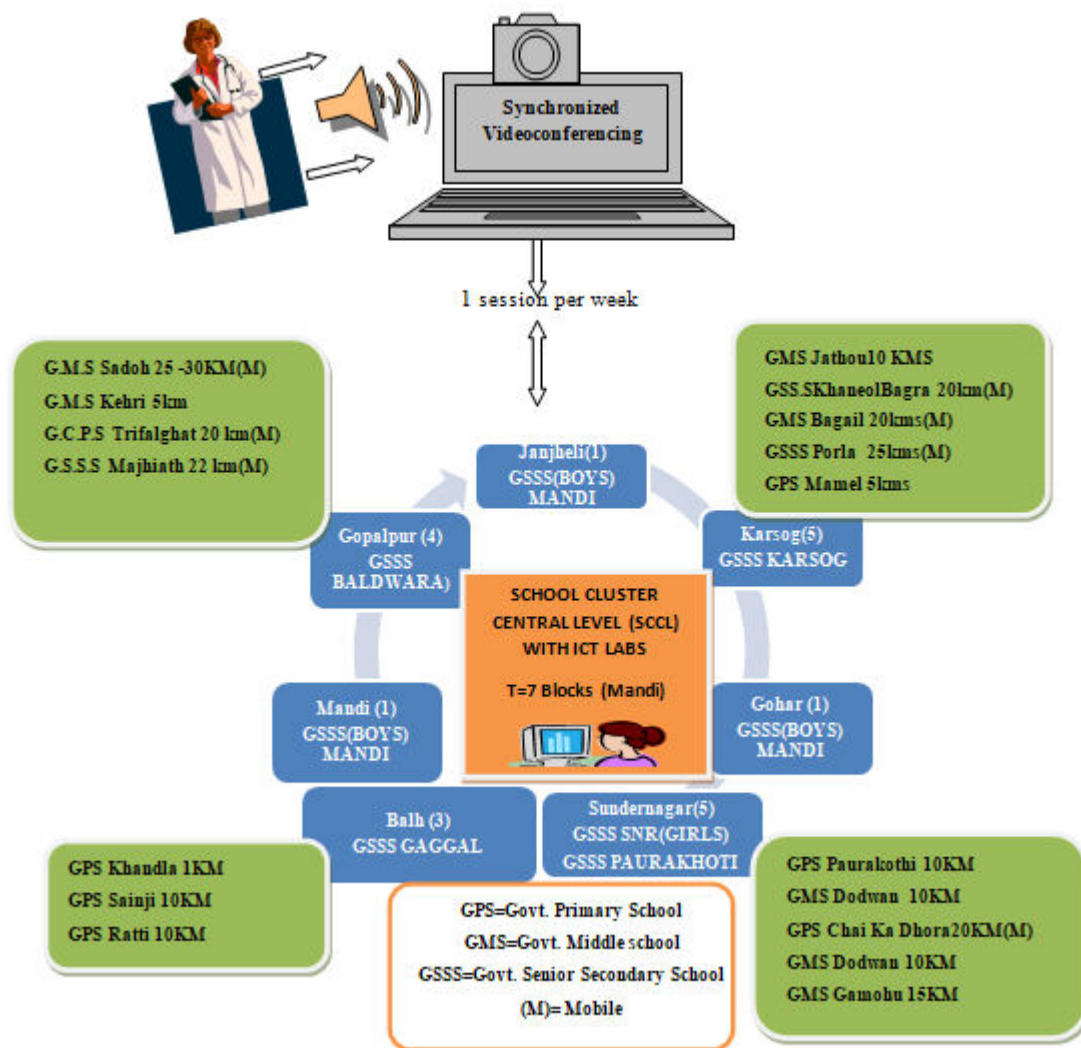 Synchronized
Videoconferencing
1 session per week
G.M.S Sadoh 25 -30KM(M)
G.M.S Kehri 5km
G.C.P.S Trifalghat 20 km(M)
G.S.S.S Majhiath 22 km(M)
GMS Jathou10 KMS
GSS.SKhaneolBagra 20km(M)
GMS Bagail 20kms(M)
GSSS Porla 25kms(M)
GPS Mamel 5kms
Janjheli(1)
GSSS(BOYS)
MANDI
Gopalpur (4)
GSSS
BALDWARA)
Karsog(5)
GSSS KARSOG
SCHOOL CLUSTER
CENTRAL LEVEL (SCCL)
WITH ICT LABS
T=7 Blocks (Mandi)
Mandi (1)
GSSS(BOYS)
MANDI
Gohar (1)
GSSS(BOYS)
MANDI
Balh (3)
GSSS GAGGAL
Sundernagar(5)
GSSS SNR(GIRLS)
GSSS PAURAKHOTI
GPS Khandla 1KM
GPS Sainji 10KM
GPS Ratti 10KM
GPS=Govt. Primary School
GMS=Govt. Middle school
GSSS=Govt. Senior Secondary School
(M)= Mobile
GPS Paurakothi 10KM
GMS Dodwan 10KM
GPS Chai Ka Dhora20KM(M)
GMS Dodwan 10KM
GMS Gamohu 15KM